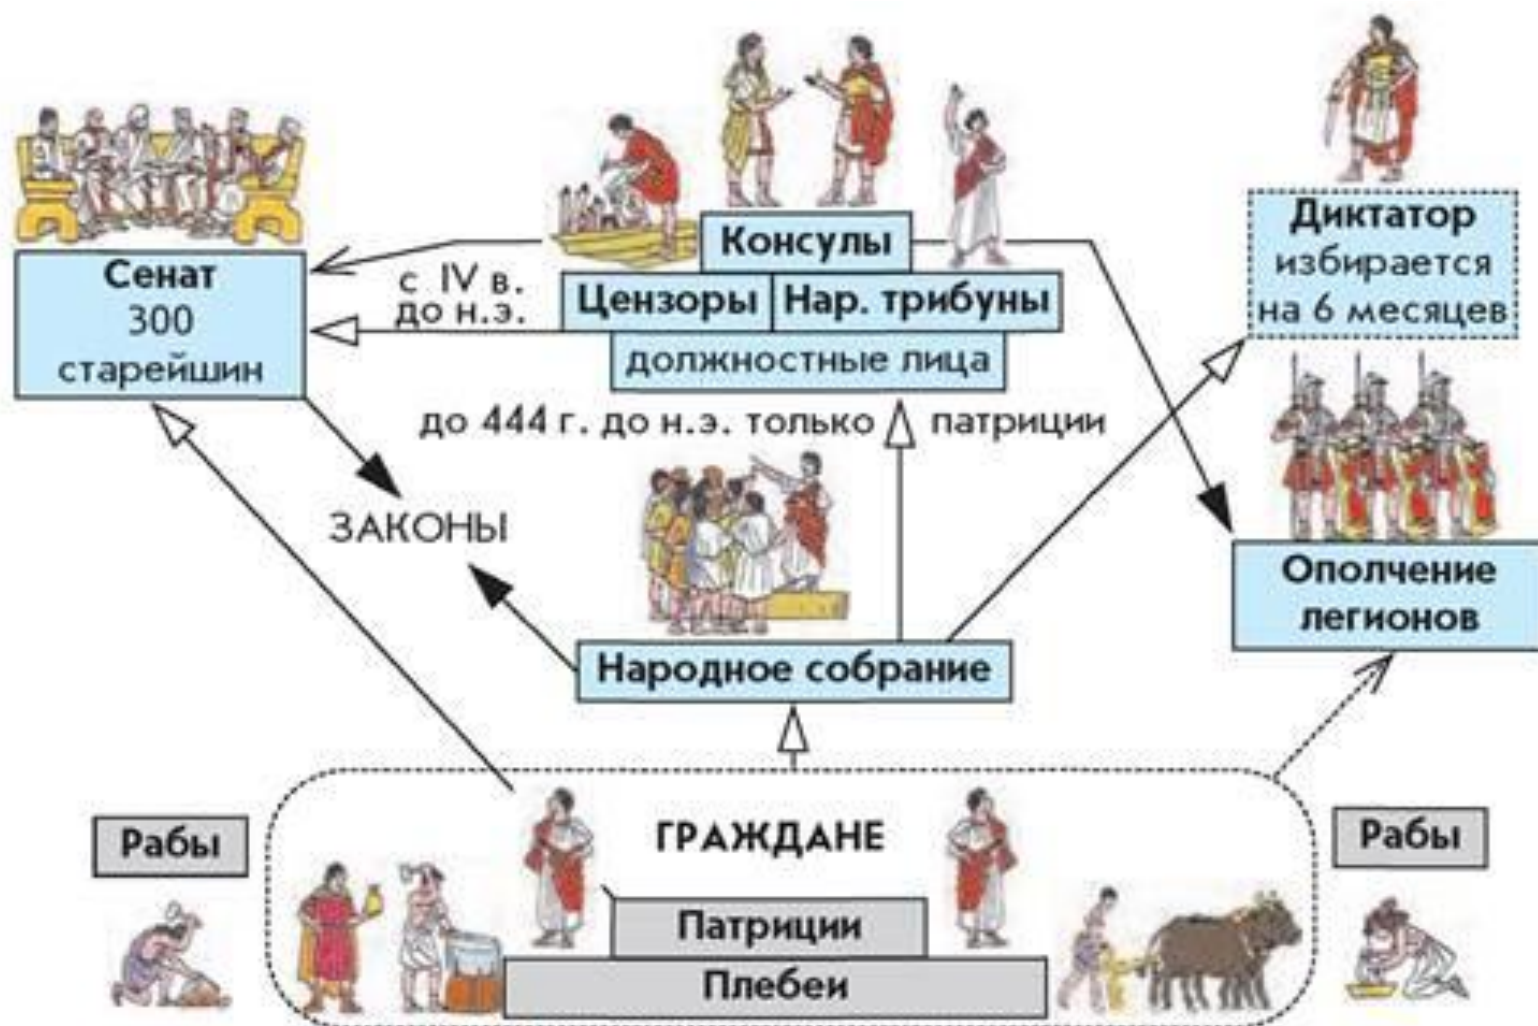 Консулы
Диктатор
избирается
на 6 месяцев
Сенат
300
старейшин
с IV в.
до н.э.
Цензоры
Нар. трибуны
должностные лица
до 444 г. до н.э. только патриции
ЗАКОНЫ
Ополчение
легионов
Народное собрание
Рабы
ГРАЖДАНЕ
Рабы
Патриции
Плебеи